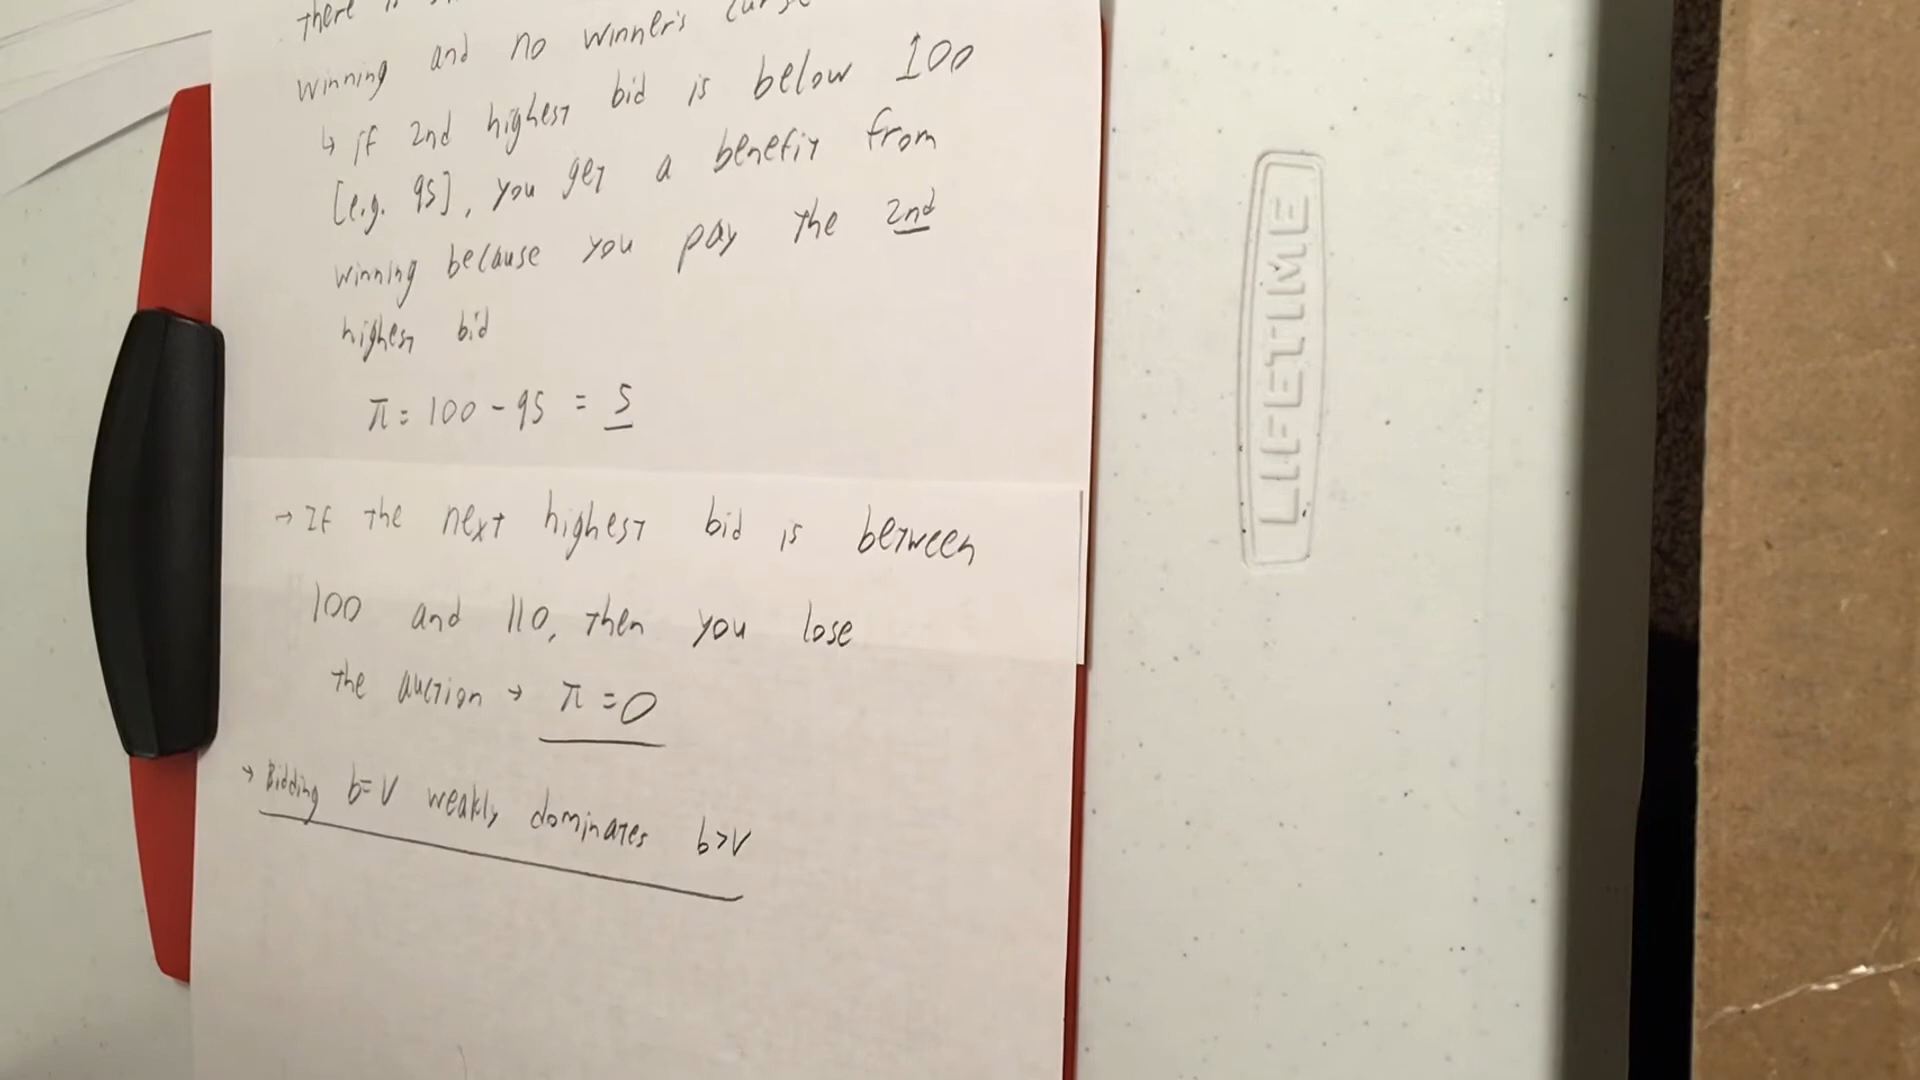 there
winning and no winner's curse
↳ if 2nd highest bid is below 100
[e.g. 95], you get a benefit from
winning because you pay the 2nd
highest bid
π = 100 - 95 = 5
→ If the next highest bid is between
100 and 110, then you lose
the auction → π = 0
→ Bidding b=V weakly dominates b>V
LIFETIME